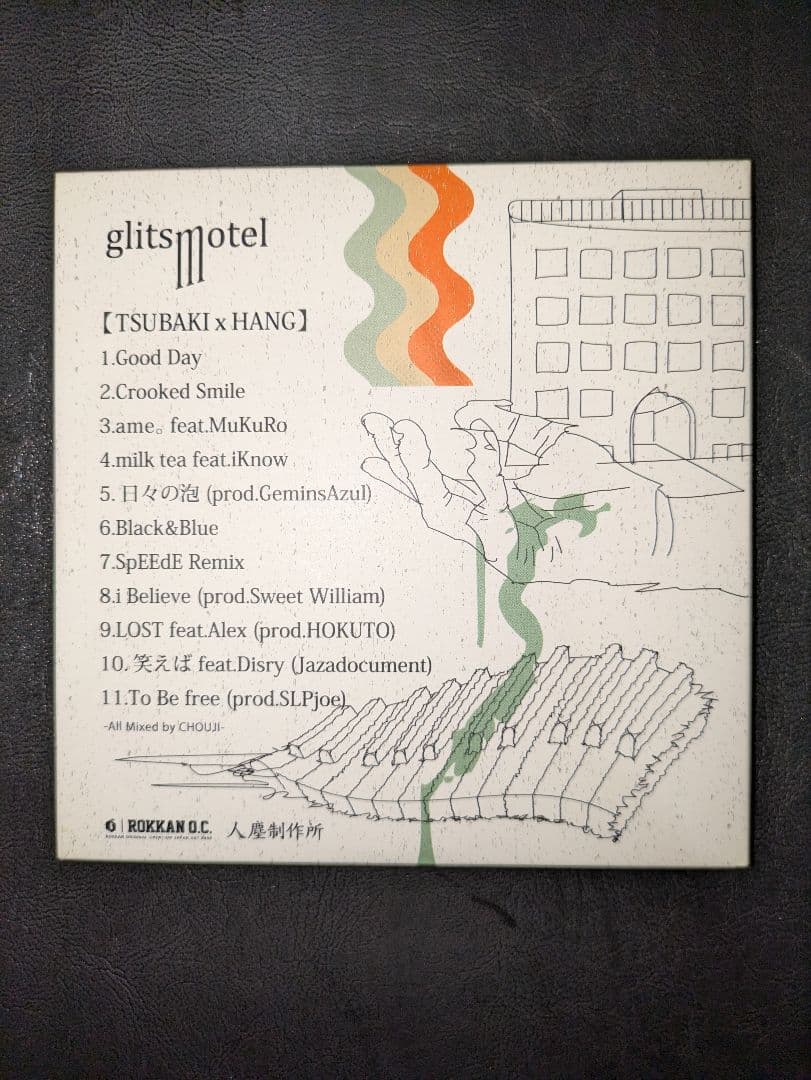 glitsmotel
【TSUBAKI x HANG】
1.Good Day
2.Crooked Smile
3.ame。feat.MuKuRo
4.milk tea feat.iKnow
5. 日々の泡 (prod.GeminsAzul)
6.Black&Blue
7.SpEEdE Remix
8.i Believe (prod.Sweet William)
9.LOST feat.Alex (prod.HOKUTO)
10. 笑えば feat.Disry (Jazadocument)
11.To Be free (prod.SLPjoe)
-All Mixed by CHOUJI-
ROKKAN O.C. 人塵制作所